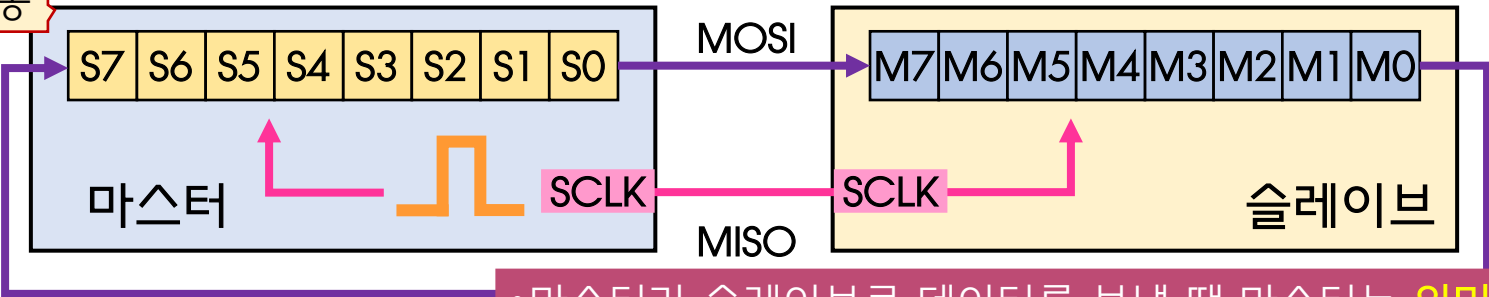 MOSI
S7 S6 S5 S4 S3 S2 S1 S0
M7 M6 M5 M4 M3 M2 M1 M0
마스터
SCLK
SCLK
슬레이브
MISO